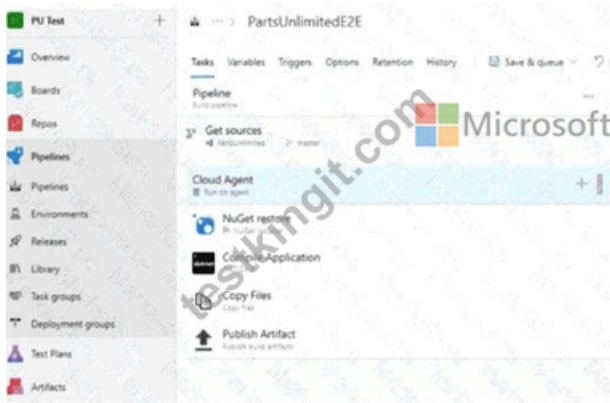 PU Test
+
Overview
Boards
Repos
Pipelines
Pipelines
Environments
Releases
Library
Task groups
Deployment groups
Test Plans
Artifacts
... > PartsUnlimitedE2E
Tasks Variables Triggers Options Retention History Save & queue
Pipeline
Build pipeline
...
Get sources
PartsUnlimited master
Cloud Agent
Run on agent
+
NuGet restore
Compile Application
Copy Files
Copy files
Publish Artifact
Publish build artifacts
Microsoft
testkingit.com